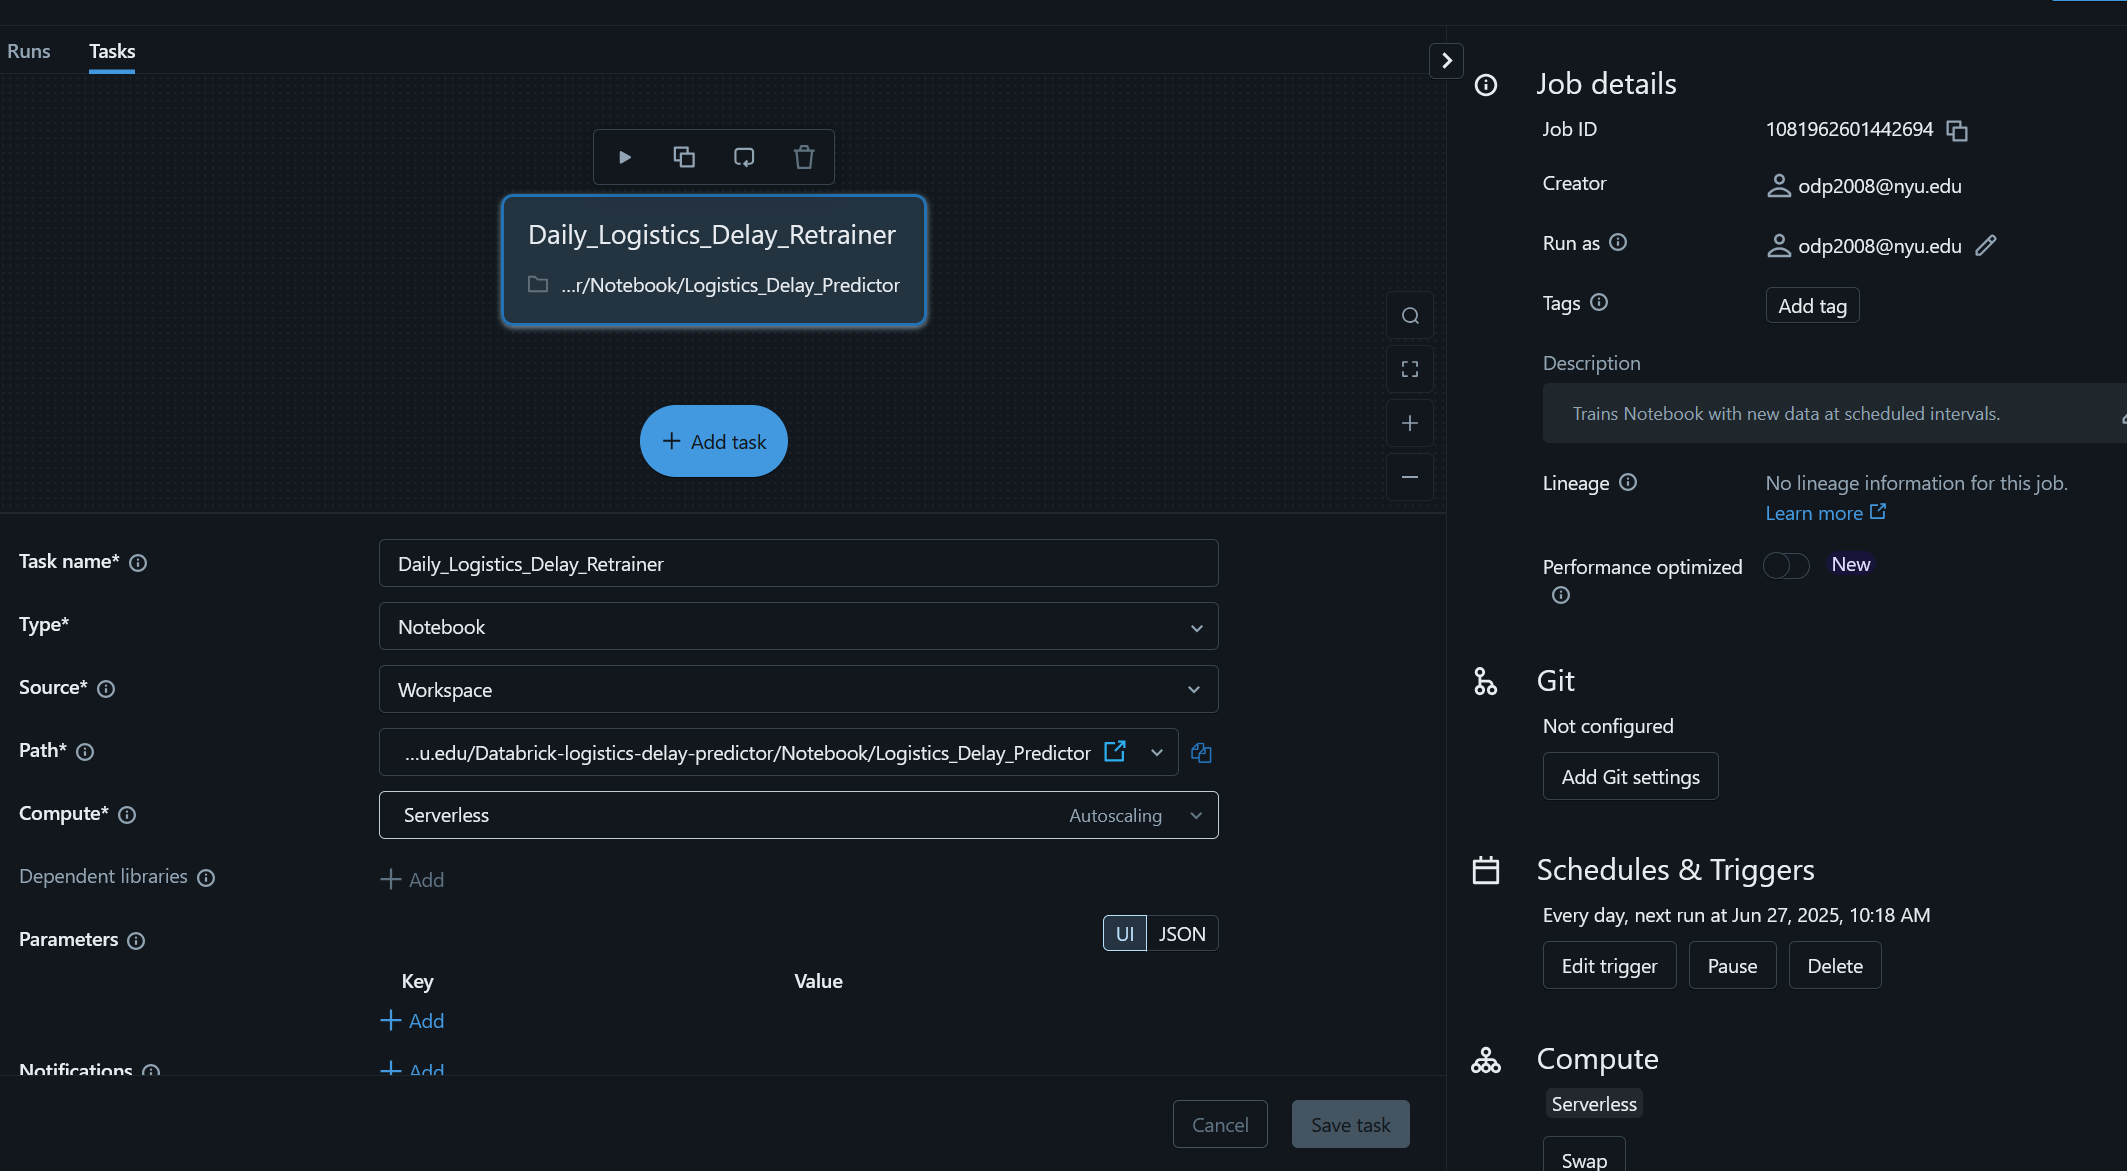 Runs
Tasks
Daily_Logistics_Delay_Retrainer
...r/Notebook/Logistics_Delay_Predictor
+ Add task
Task name*
Daily_Logistics_Delay_Retrainer
Type*
Notebook
Source*
Workspace
Path*
...u.edu/Databrick-logistics-delay-predictor/Notebook/Logistics_Delay_Predictor
Compute*
Serverless
Autoscaling
Dependent libraries
+ Add
Parameters
UI
JSON
Key
Value
+ Add
Notifications
+ Add
Cancel
Save task
Job details
Job ID
1081962601442694
Creator
odp2008@nyu.edu
Run as
odp2008@nyu.edu
Tags
Add tag
Description
Trains Notebook with new data at scheduled intervals.
Lineage
No lineage information for this job.
Learn more
Performance optimized
New
Git
Not configured
Add Git settings
Schedules & Triggers
Every day, next run at Jun 27, 2025, 10:18 AM
Edit trigger
Pause
Delete
Compute
Serverless
Swap